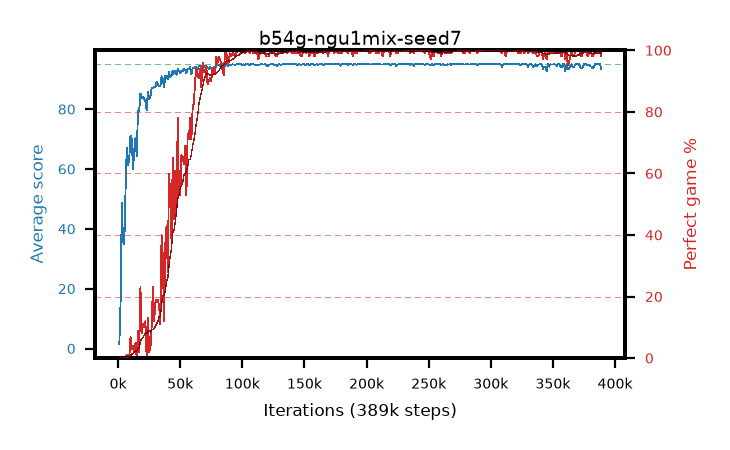 b54g-ngu1mix-seed7
Average score
80
60
40
20
0
100
80
60
40
20
0
Perfect game %
0k
50k
100k
150k
200k
250k
300k
350k
400k
Iterations (389k steps)